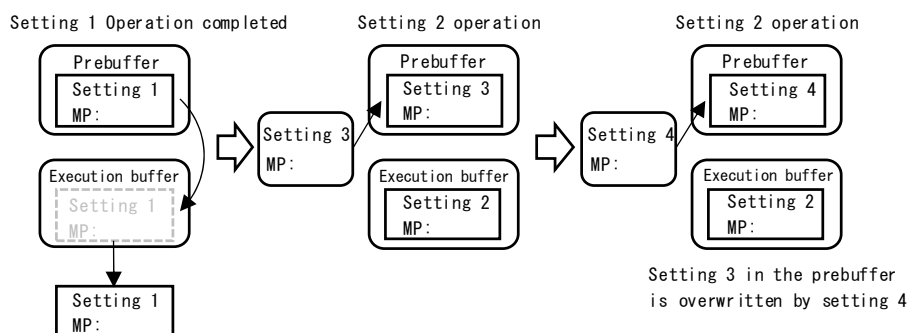 Setting 1 Operation completed
Prebuffer
Setting 1
MP:
Execution buffer
Setting 1
MP:
Setting 1
MP:
Setting 3
MP:
Setting 2 operation
Prebuffer
Setting 3
MP:
Execution buffer
Setting 2
MP:
Setting 4
MP:
Setting 2 operation
Prebuffer
Setting 4
MP:
Execution buffer
Setting 2
MP:
Setting 3 in the prebuffer
is overwritten by setting 4